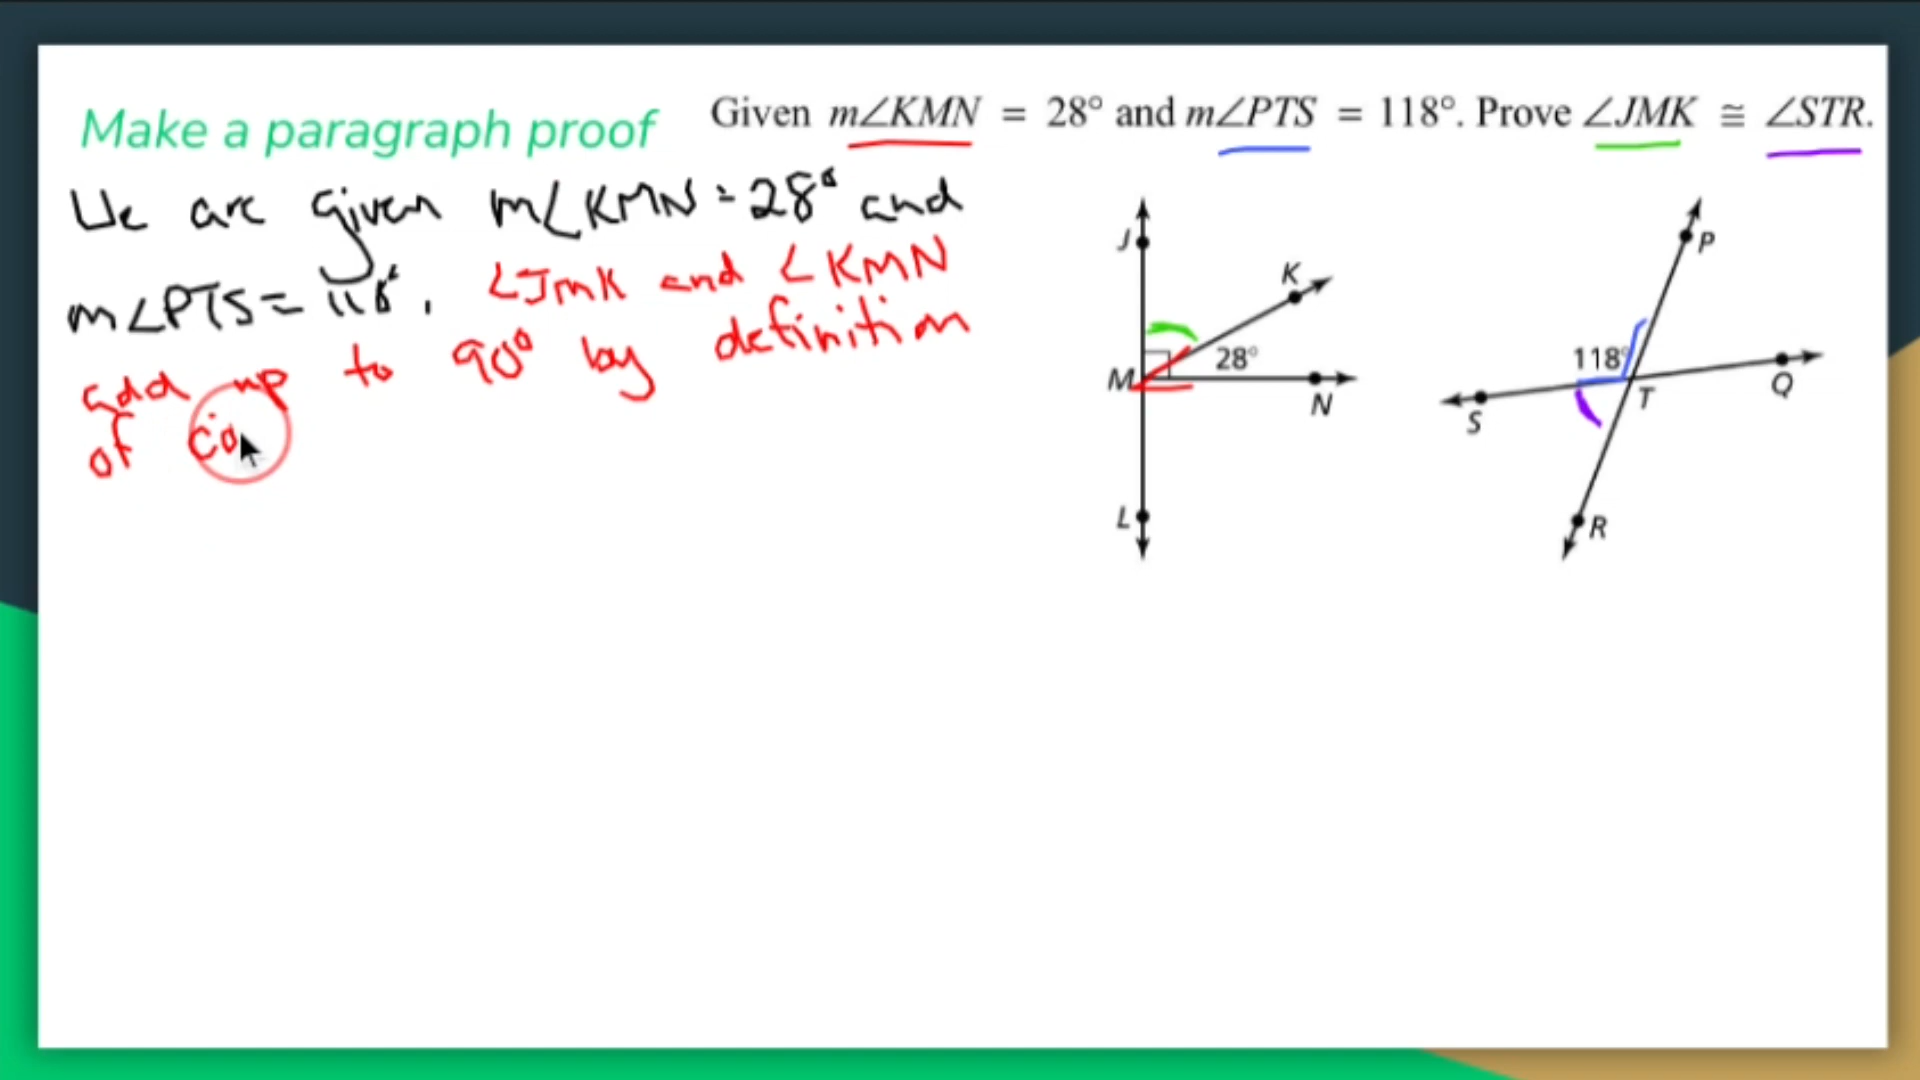 Make a paragraph proof
Given m∠KMN = 28° and m∠PTS = 118°. Prove ∠JMK ≅ ∠STR.
We are given m∠KMN = 28° and
m∠PTS = 118°. ∠JMK and ∠KMN
add up to 90° by definition
of co
J
K
28°
M
N
L
P
118°
Q
T
S
R